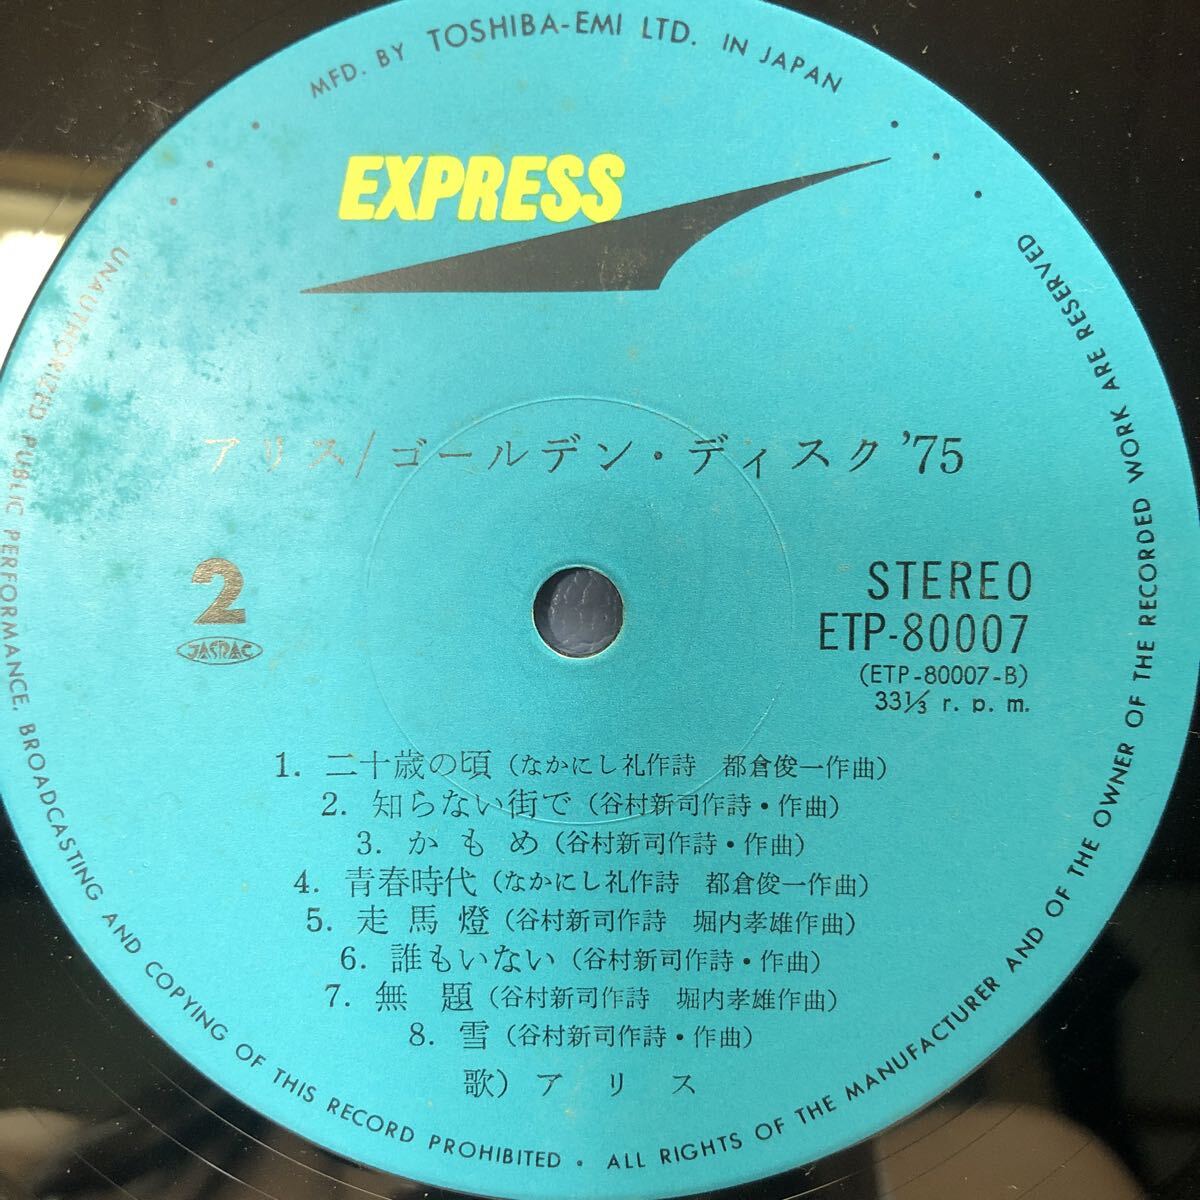 MFD. BY TOSHIBA-EMI LTD. IN JAPAN
EXPRESS
アリス/ゴールデン・ディスク '75
2
JASRAC
STEREO
ETP-80007
(ETP-80007-B)
33⅓ r. p. m.
1. 二十歳の頃 (なかにし礼作詩 都倉俊一作曲)
2. 知らない街で (谷村新司作詩・作曲)
3. かもめ (谷村新司作詩・作曲)
4. 青春時代 (なかにし礼作詩 都倉俊一作曲)
5. 走馬燈 (谷村新司作詩 堀内孝雄作曲)
6. 誰もいない (谷村新司作詩・作曲)
7. 無題 (谷村新司作詩 堀内孝雄作曲)
8. 雪 (谷村新司作詩・作曲)
歌) アリス
UNAUTHORIZED PUBLIC PERFORMANCE, BROADCASTING AND COPYING OF THIS RECORD PROHIBITED • ALL RIGHTS OF THE MANUFACTURER AND OF THE OWNER OF THE RECORDED WORK ARE RESERVED